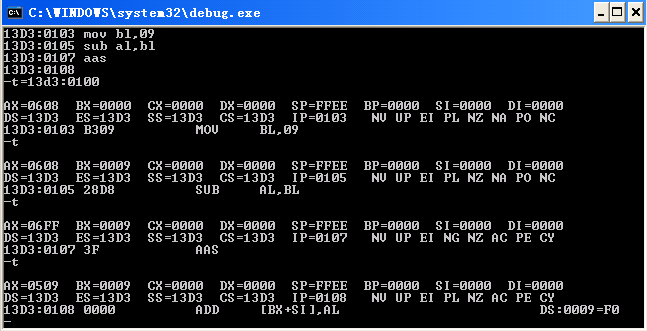 C:\WINDOWS\system32\debug.exe
13D3:0103 mov bl,09
13D3:0105 sub al,bl
13D3:0107 aas
13D3:0108
-t=13d3:0100
AX=0608  BX=0000  CX=0000  DX=0000  SP=FFEE  BP=0000  SI=0000  DI=0000
DS=13D3  ES=13D3  SS=13D3  CS=13D3  IP=0103   NV UP EI PL NZ NA PO NC
13D3:0103 B309          MOV     BL,09
-t
AX=0608  BX=0009  CX=0000  DX=0000  SP=FFEE  BP=0000  SI=0000  DI=0000
DS=13D3  ES=13D3  SS=13D3  CS=13D3  IP=0105   NV UP EI PL NZ NA PO NC
13D3:0105 28D8          SUB     AL,BL
-t
AX=06FF  BX=0009  CX=0000  DX=0000  SP=FFEE  BP=0000  SI=0000  DI=0000
DS=13D3  ES=13D3  SS=13D3  CS=13D3  IP=0107   NV UP EI NG NZ AC PE CY
13D3:0107 3F            AAS
-t
AX=0509  BX=0009  CX=0000  DX=0000  SP=FFEE  BP=0000  SI=0000  DI=0000
DS=13D3  ES=13D3  SS=13D3  CS=13D3  IP=0108   NV UP EI PL NZ AC PE CY
13D3:0108 0000          ADD     [BX+SI],AL                         DS:0009=F0
-